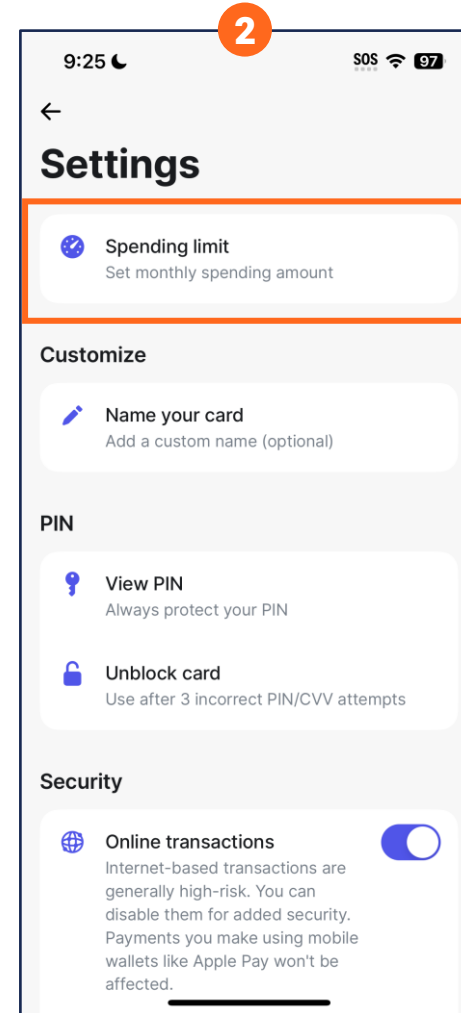 2
9:25 SOS 97
Settings
Spending limit
Set monthly spending amount
Customize
Name your card
Add a custom name (optional)
PIN
View PIN
Always protect your PIN
Unblock card
Use after 3 incorrect PIN/CVV attempts
Security
Online transactions
Internet-based transactions are
generally high-risk. You can
disable them for added security.
Payments you make using mobile
wallets like Apple Pay won't be
affected.